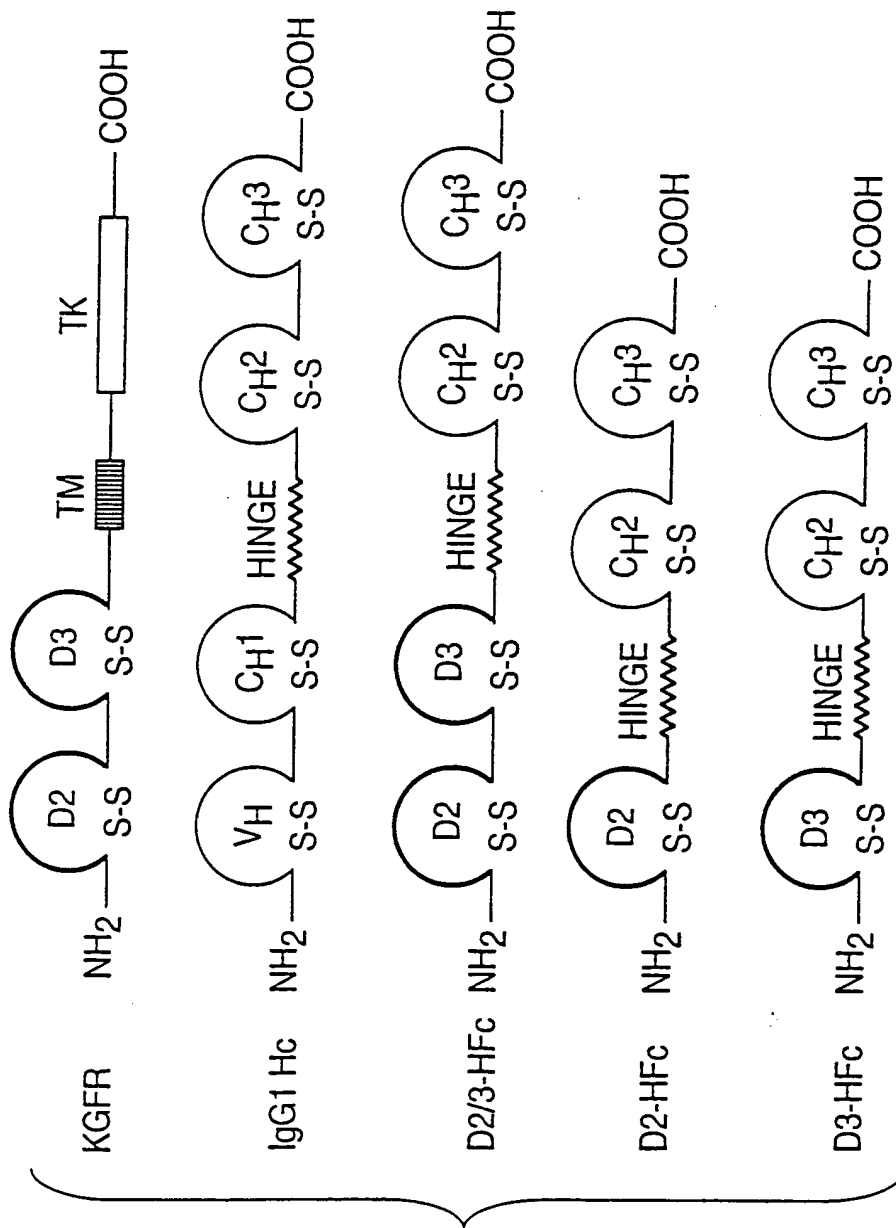 KGFR NH2 D2 S-S D3 S-S TM TK COOH
IgG1 Hc NH2 VH S-S CH1 S-S HINGE CH2 S-S CH3 S-S COOH
D2/3-HFc NH2 D2 S-S D3 S-S HINGE CH2 S-S CH3 S-S COOH
D2-HFc NH2 D2 S-S HINGE CH2 S-S CH3 S-S COOH
D3-HFc NH2 D3 S-S HINGE CH2 S-S CH3 S-S COOH